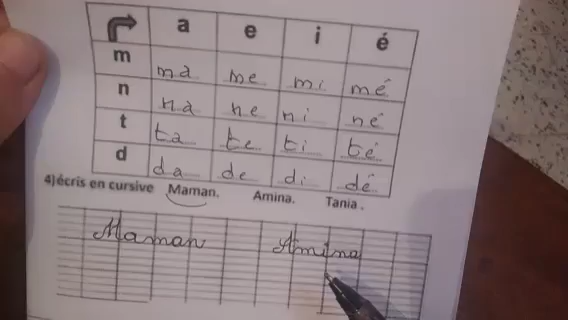 a e i é
m ma me mi mé
n na ne ni né
t ta te ti té
d da de di dé
4)écris en cursive Maman. Amina. Tania .
Maman Amina